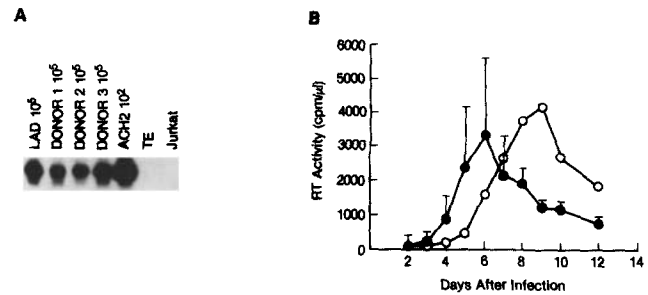 A
LAD 10⁵
DONOR 1 10⁵
DONOR 2 10⁵
DONOR 3 10⁵
ACH2 10²
TE
Jurkat
B
RT Activity (cpm/µl)
6000
5000
4000
3000
2000
1000
0
2 4 6 8 10 12 14
Days After Infection